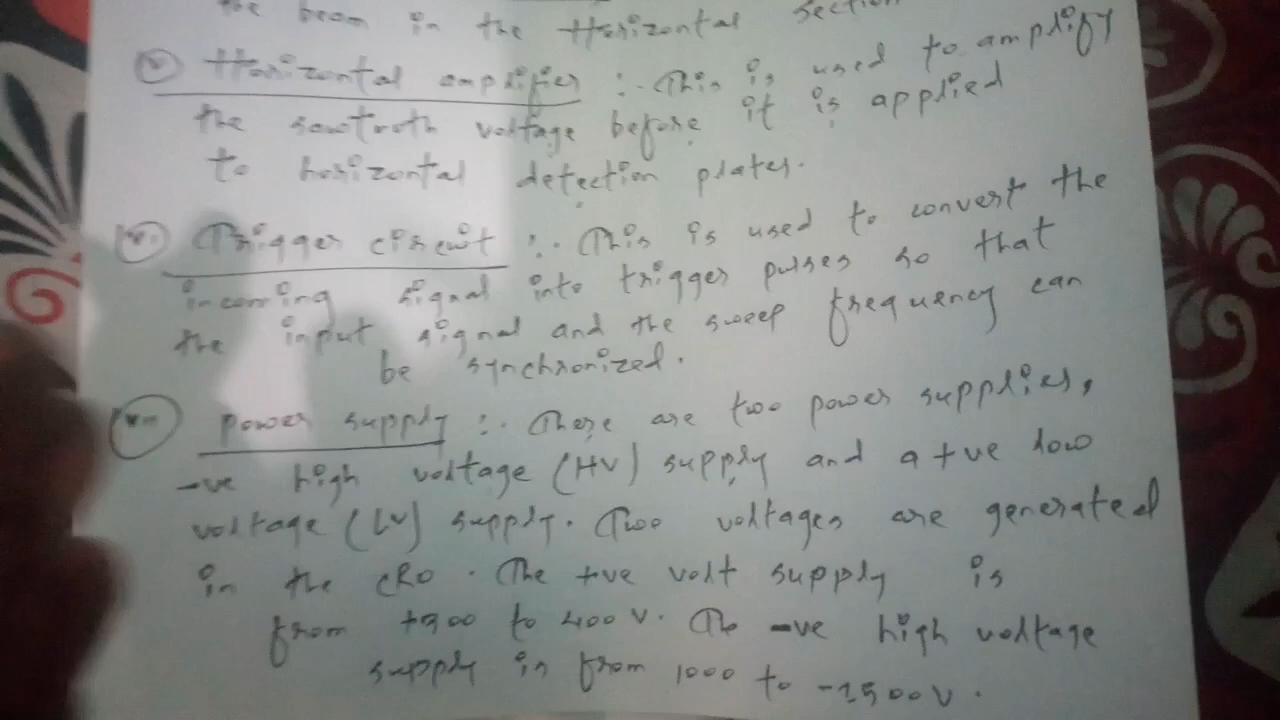 the beam in the Horizontal section
(v) Horizontal amplifier :- This is used to amplify
the sawtooth voltage before it is applied
to horizontal detection plates.
(vi) Trigger circuit :- This is used to convert the
incoming signal into trigger pulses so that
the input signal and the sweep frequency can
be synchronized.
(vii) Power supply :- There are two power supplies,
-ve high voltage (HV) supply and a +ve low
voltage (LV) supply. Two voltages are generated
in the CRO. The +ve volt supply is
from +300 to 400 V. The -ve high voltage
supply is from 1000 to -1500V.